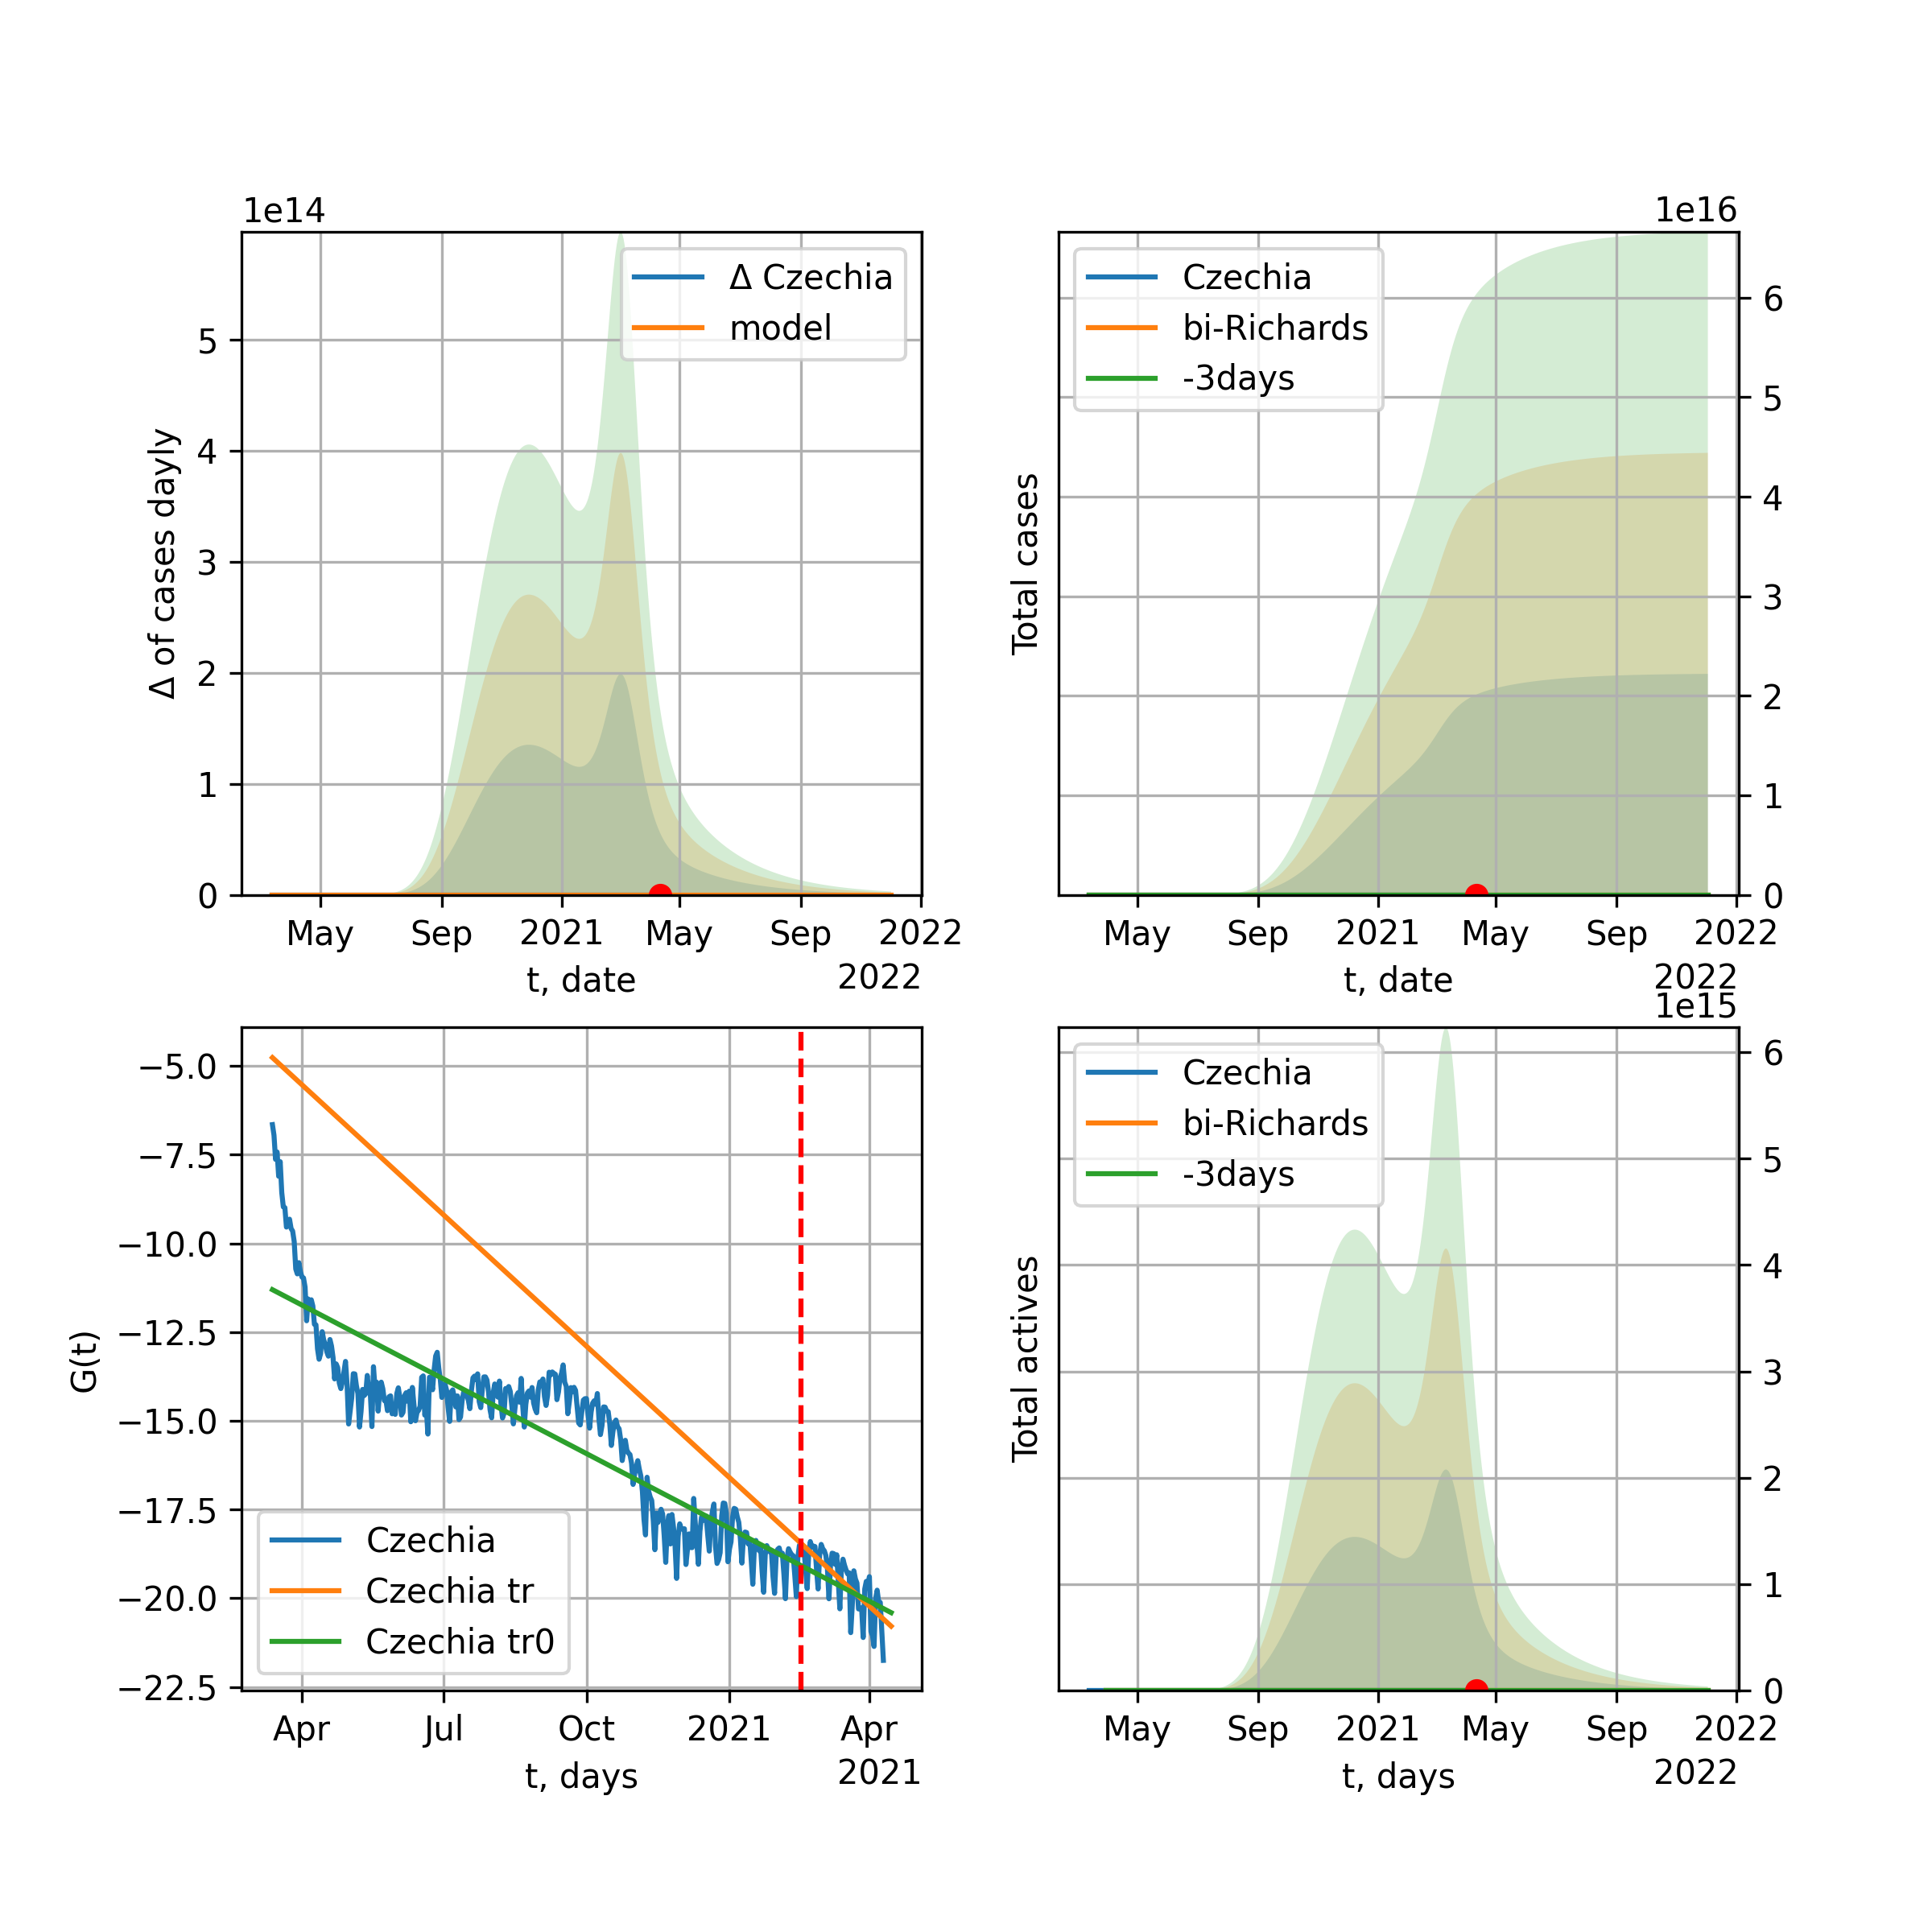 1e14
Δ Czechia
model
5
4
3
2
1
0
Δ of cases dayly
May Sep 2021 May Sep 2022
t, date
2022
1e16
Czechia
bi-Richards
-3days
6
5
4
3
2
1
0
Total cases
May Sep 2021 May Sep 2022
t, date
2022
−5.0
−7.5
−10.0
−12.5
−15.0
−17.5
−20.0
−22.5
G(t)
Czechia
Czechia tr
Czechia tr0
Apr Jul Oct 2021 Apr
t, days
2021
1e15
Czechia
bi-Richards
-3days
6
5
4
3
2
1
0
Total actives
May Sep 2021 May Sep 2022
t, days
2022